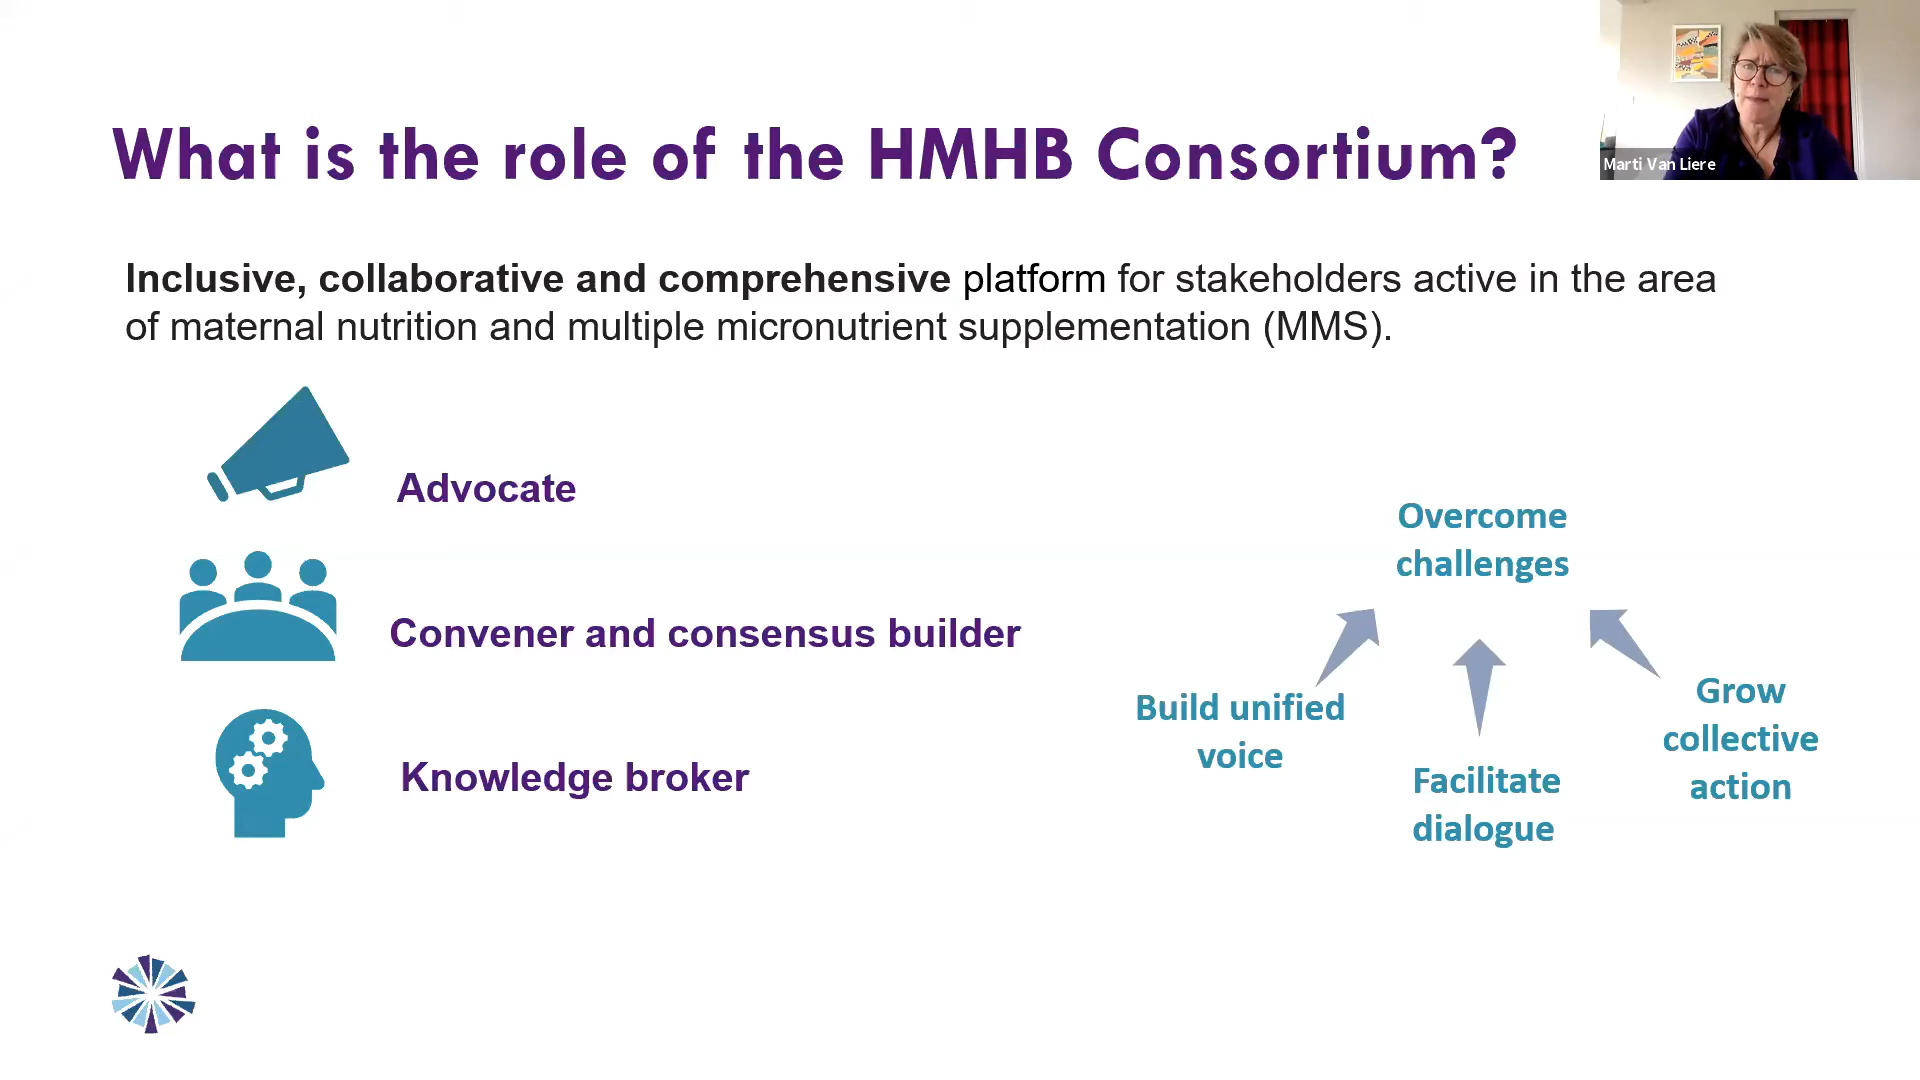 What is the role of the HMHB Consortium?
Marti Van Liere
Inclusive, collaborative and comprehensive platform for stakeholders active in the area
of maternal nutrition and multiple micronutrient supplementation (MMS).
Advocate
Convener and consensus builder
Knowledge broker
Overcome
challenges
Build unified
voice
Facilitate
dialogue
Grow
collective
action